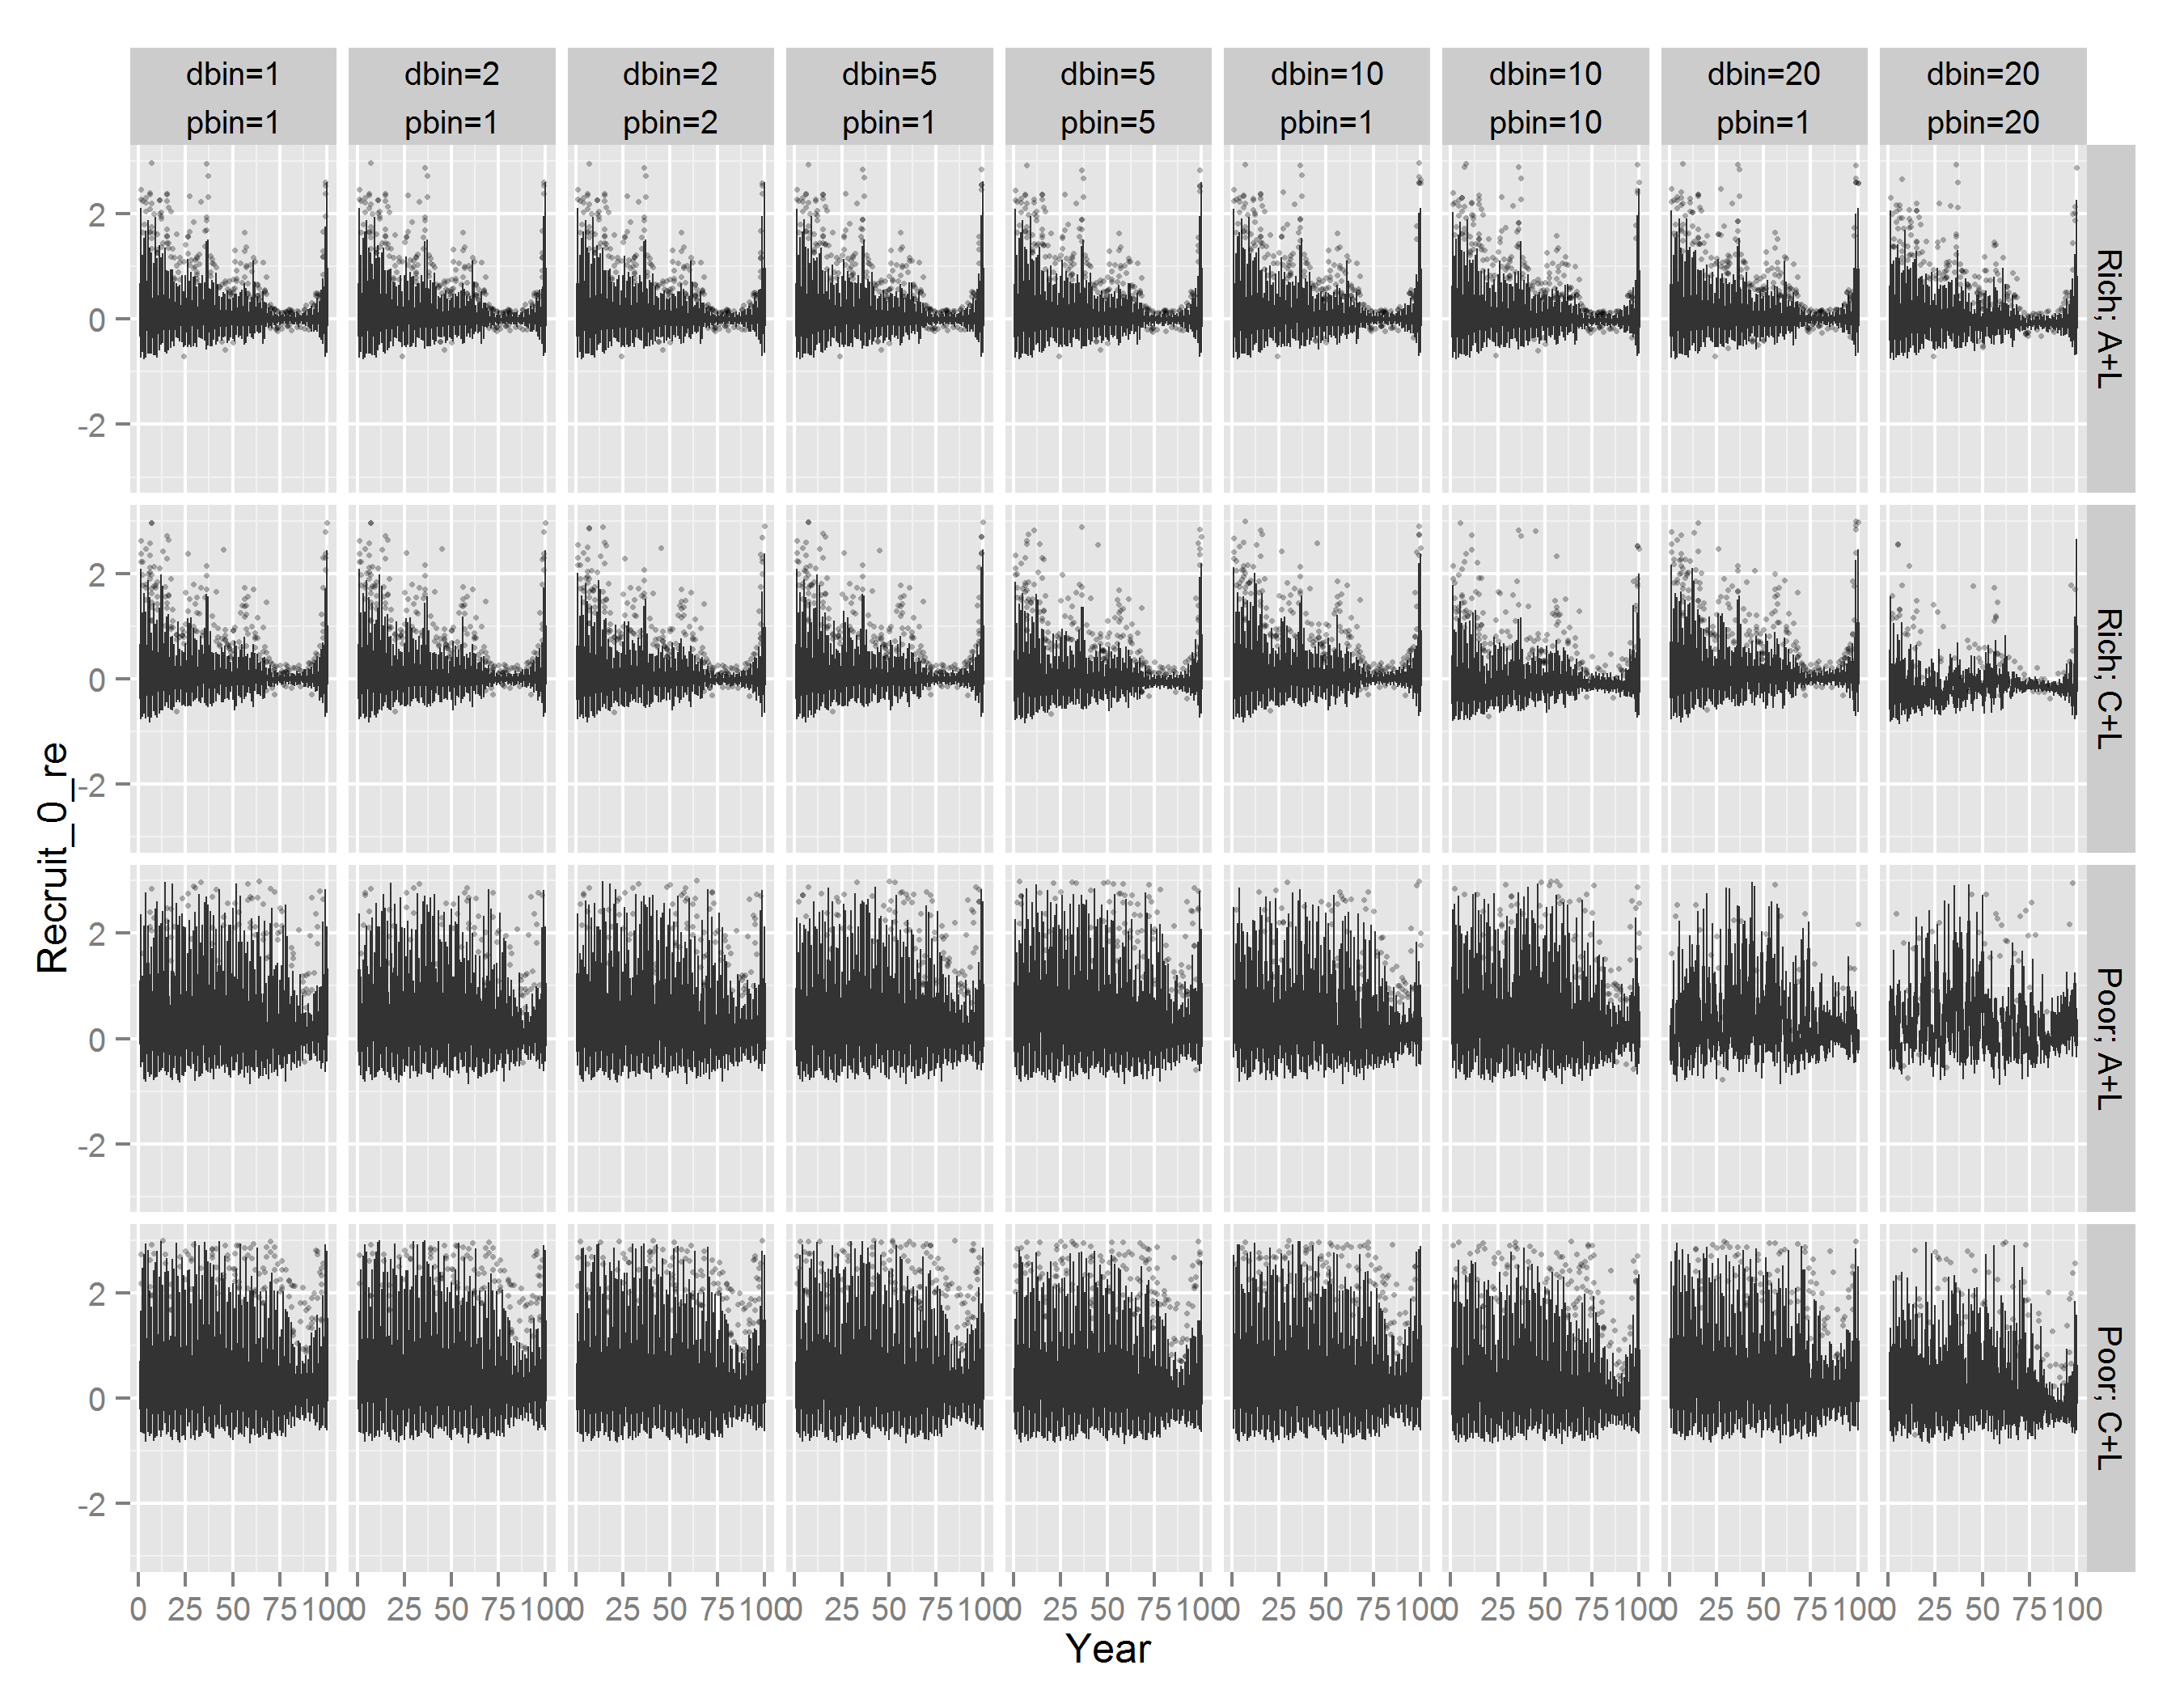 dbin=1 dbin=2 dbin=2 dbin=5 dbin=5 dbin=10 dbin=10 dbin=20 dbin=20
pbin=1 pbin=1 pbin=2 pbin=1 pbin=5 pbin=1 pbin=10 pbin=1 pbin=20
2
0
-2
Rich; A+L
2
0
-2
Rich; C+L
2
0
-2
Poor; A+L
2
0
-2
Poor; C+L
Recruit_0_re
0 25 50 75 100 0 25 50 75 100 0 25 50 75 100 0 25 50 75 100 0 25 50 75 100 0 25 50 75 100 0 25 50 75 100 0 25 50 75 100 0 25 50 75 100
Year